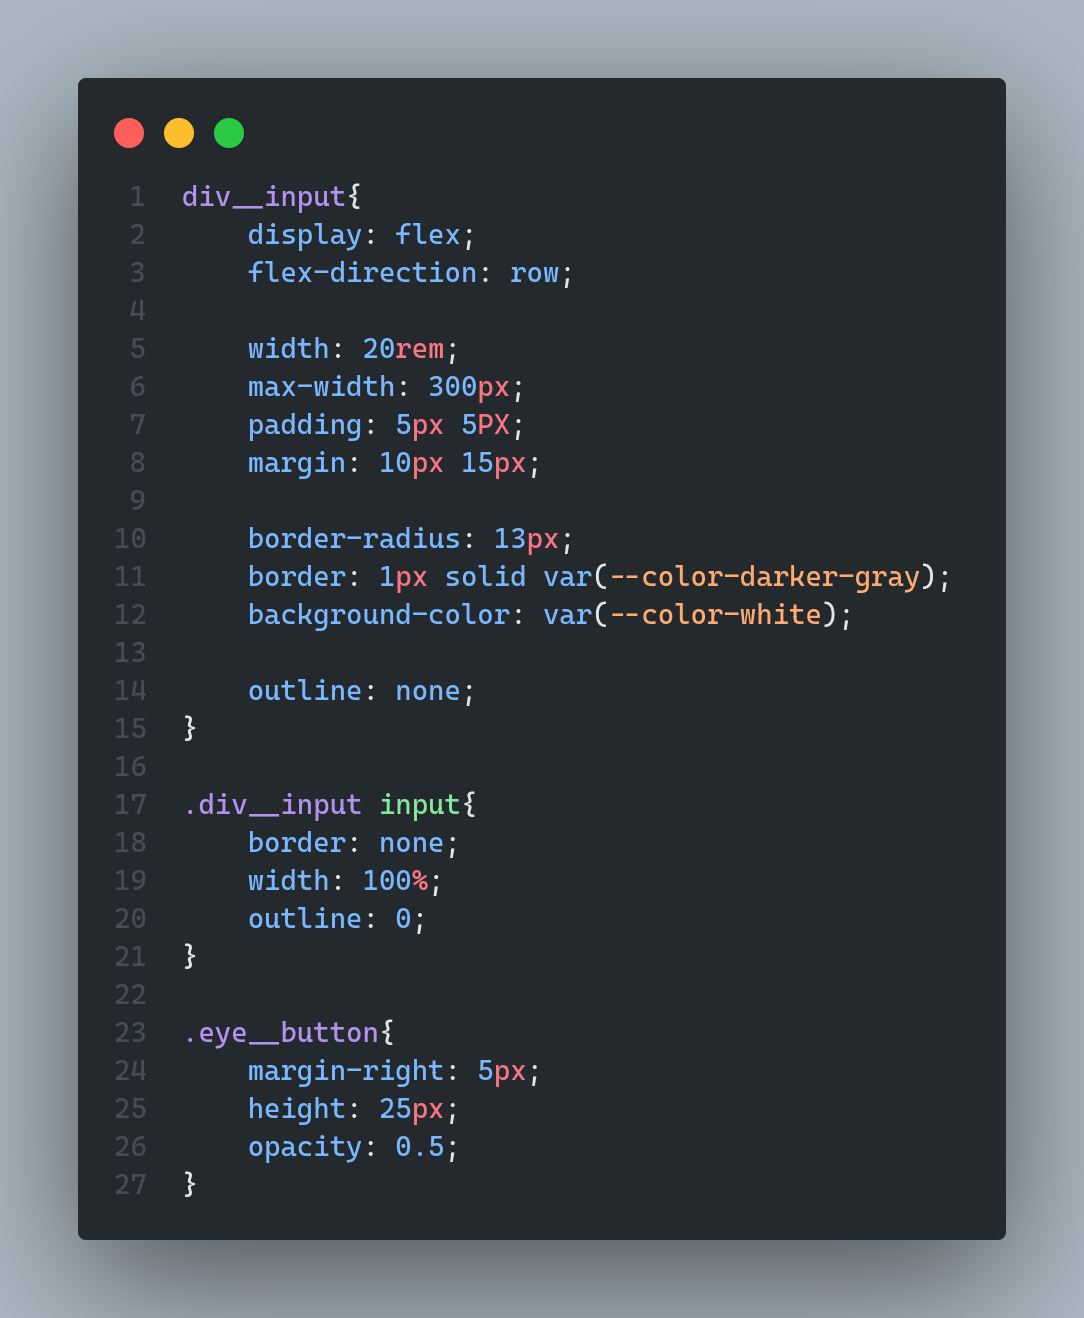 1 div__input{
2     display: flex;
3     flex-direction: row;
4
5     width: 20rem;
6     max-width: 300px;
7     padding: 5px 5PX;
8     margin: 10px 15px;
9
10     border-radius: 13px;
11     border: 1px solid var(--color-darker-gray);
12     background-color: var(--color-white);
13
14     outline: none;
15 }
16
17 .div__input input{
18     border: none;
19     width: 100%;
20     outline: 0;
21 }
22
23 .eye__button{
24     margin-right: 5px;
25     height: 25px;
26     opacity: 0.5;
27 }